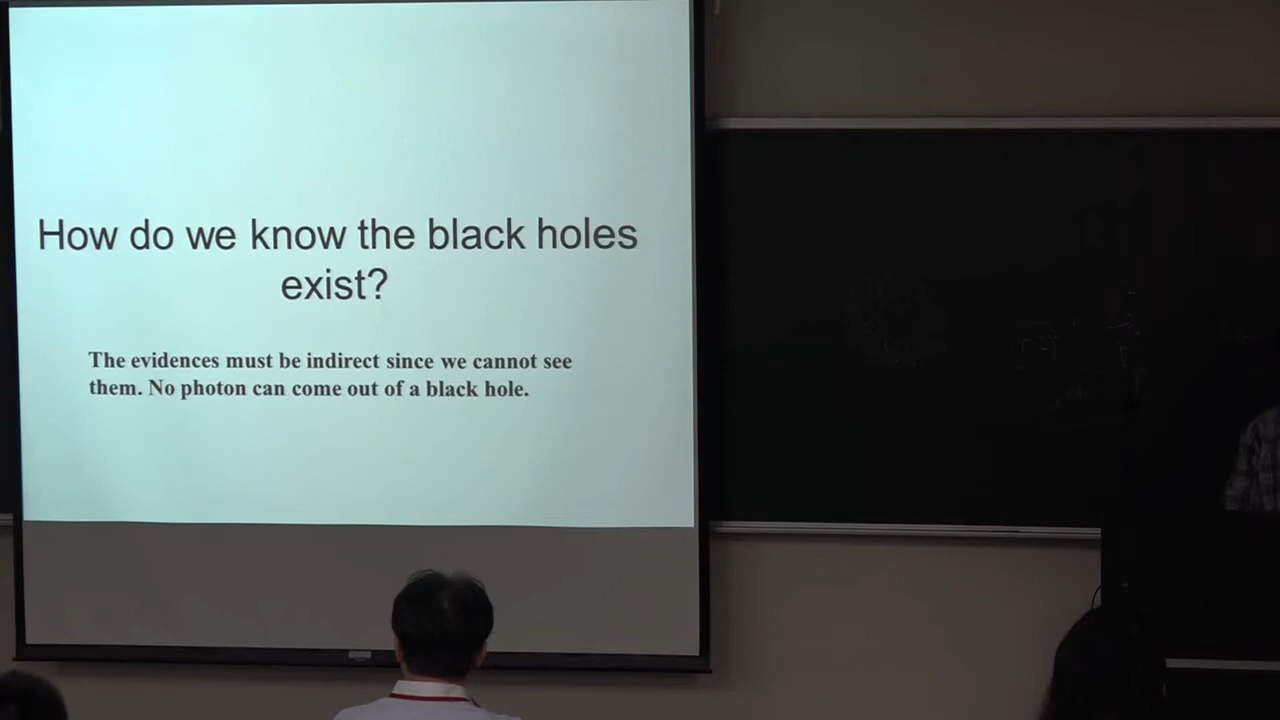 How do we know the black holes
exist?
The evidences must be indirect since we cannot see
them. No photon can come out of a black hole.